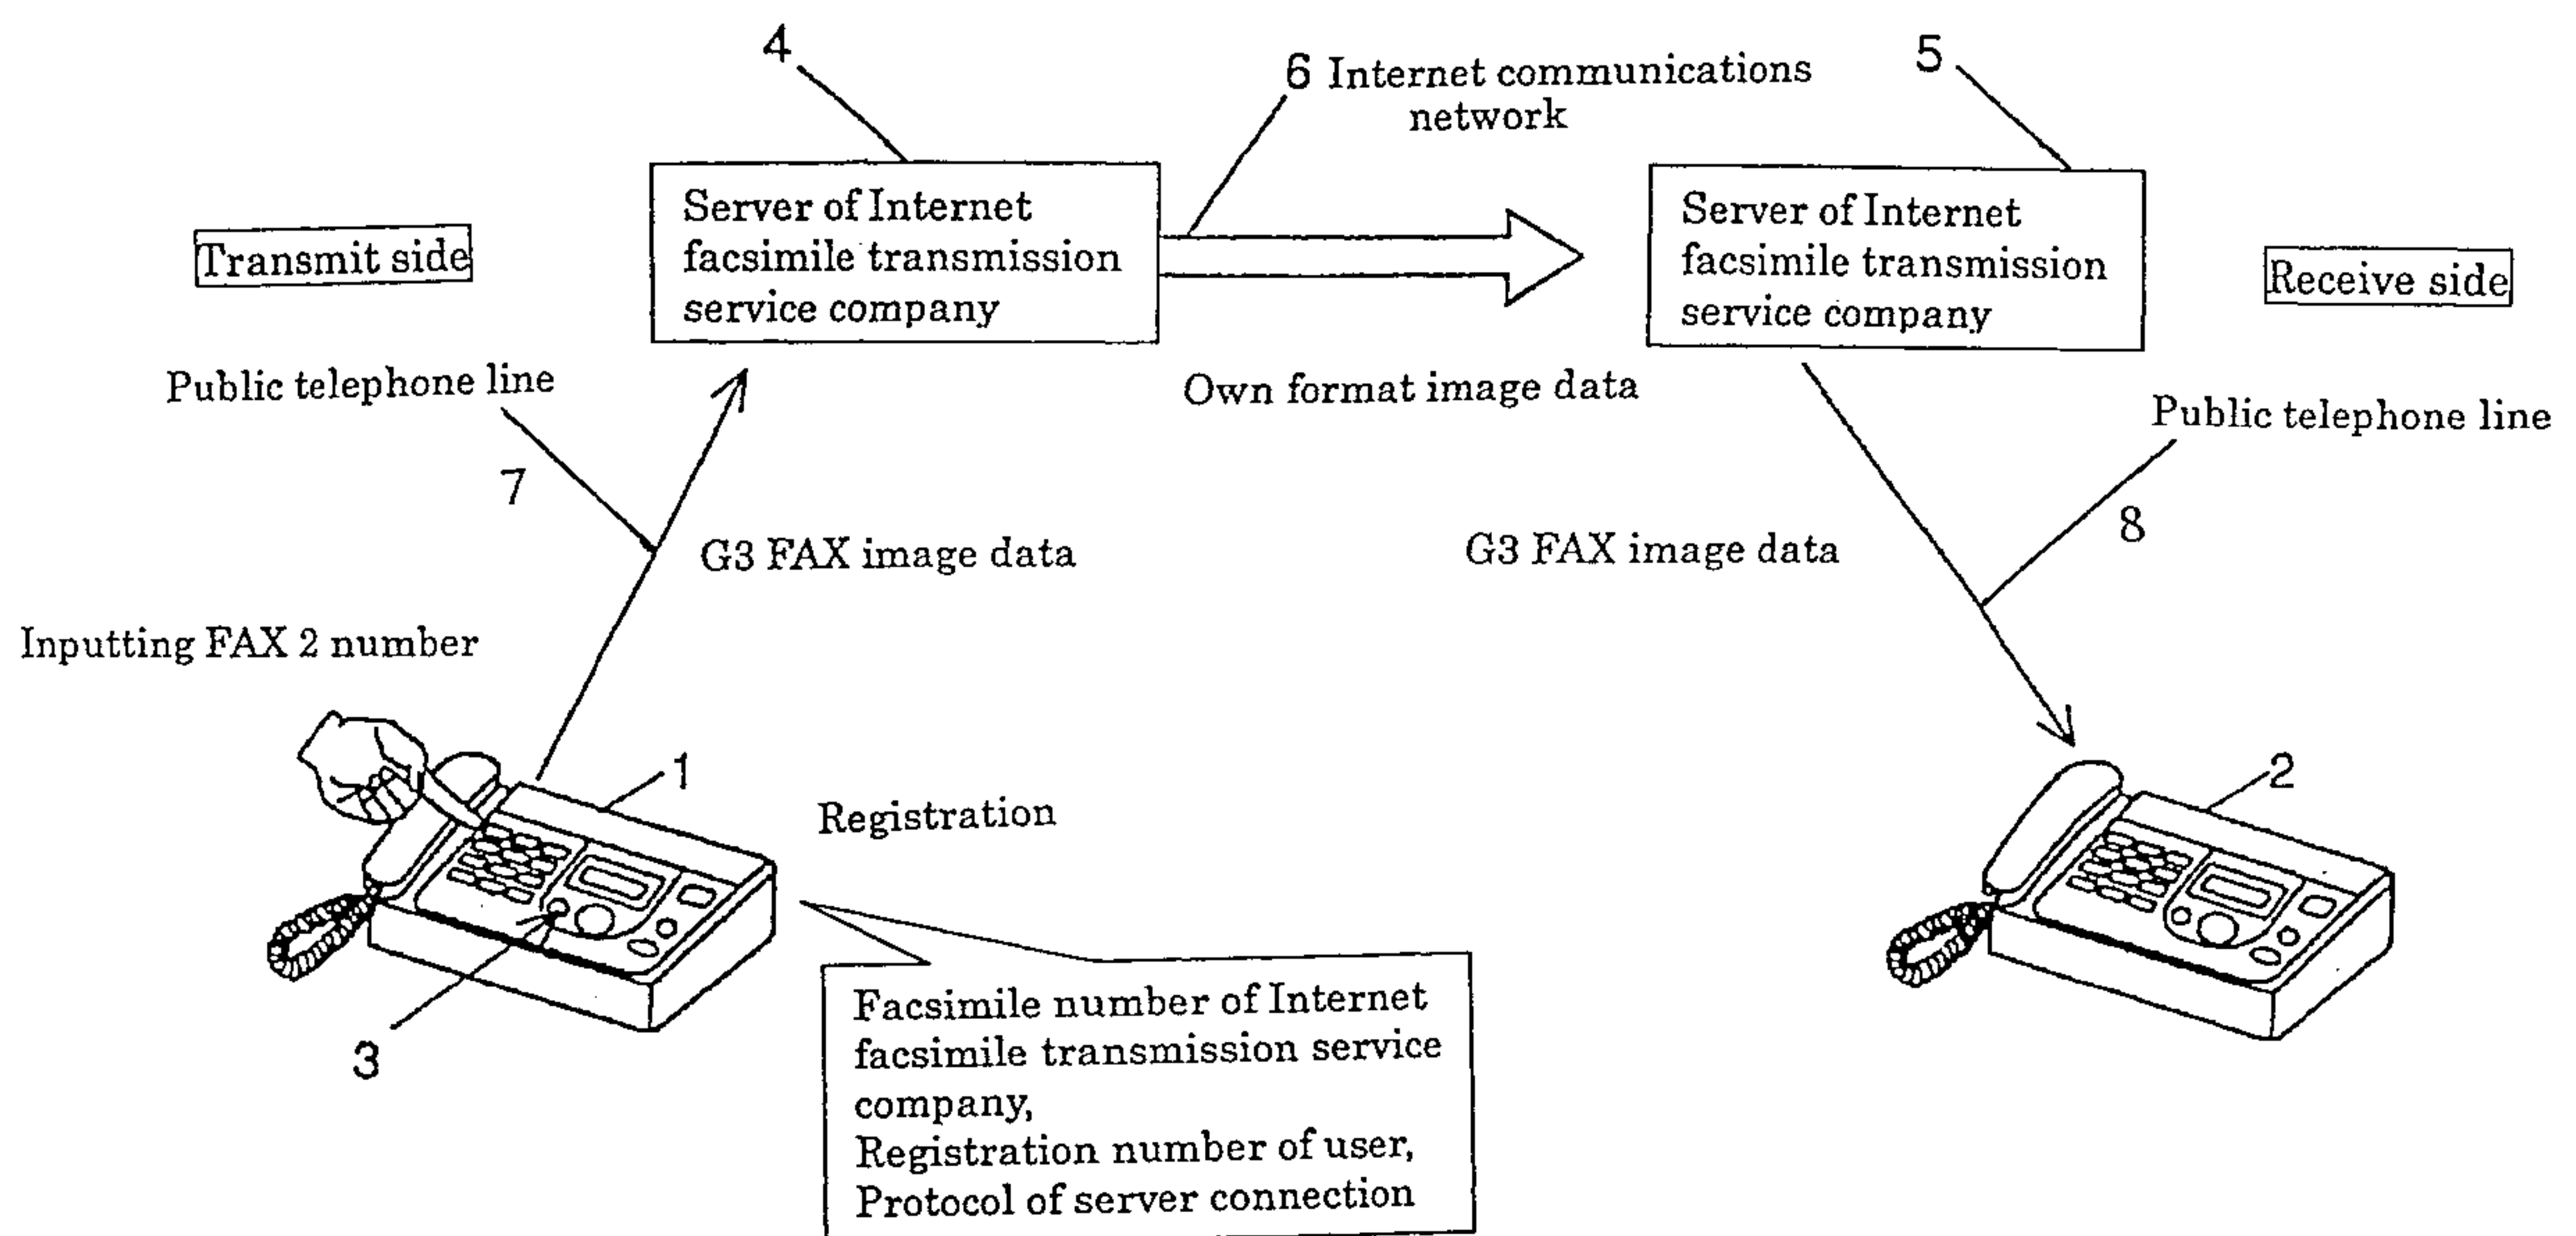 4
6 Internet communications
network
5
Server of Internet
facsimile transmission
service company
Server of Internet
facsimile transmission
service company
Transmit side
Receive side
Public telephone line
Own format image data
Public telephone line
7
8
G3 FAX image data
G3 FAX image data
Inputting FAX 2 number
1
2
Registration
3
Facsimile number of Internet
facsimile transmission service
company,
Registration number of user,
Protocol of server connection